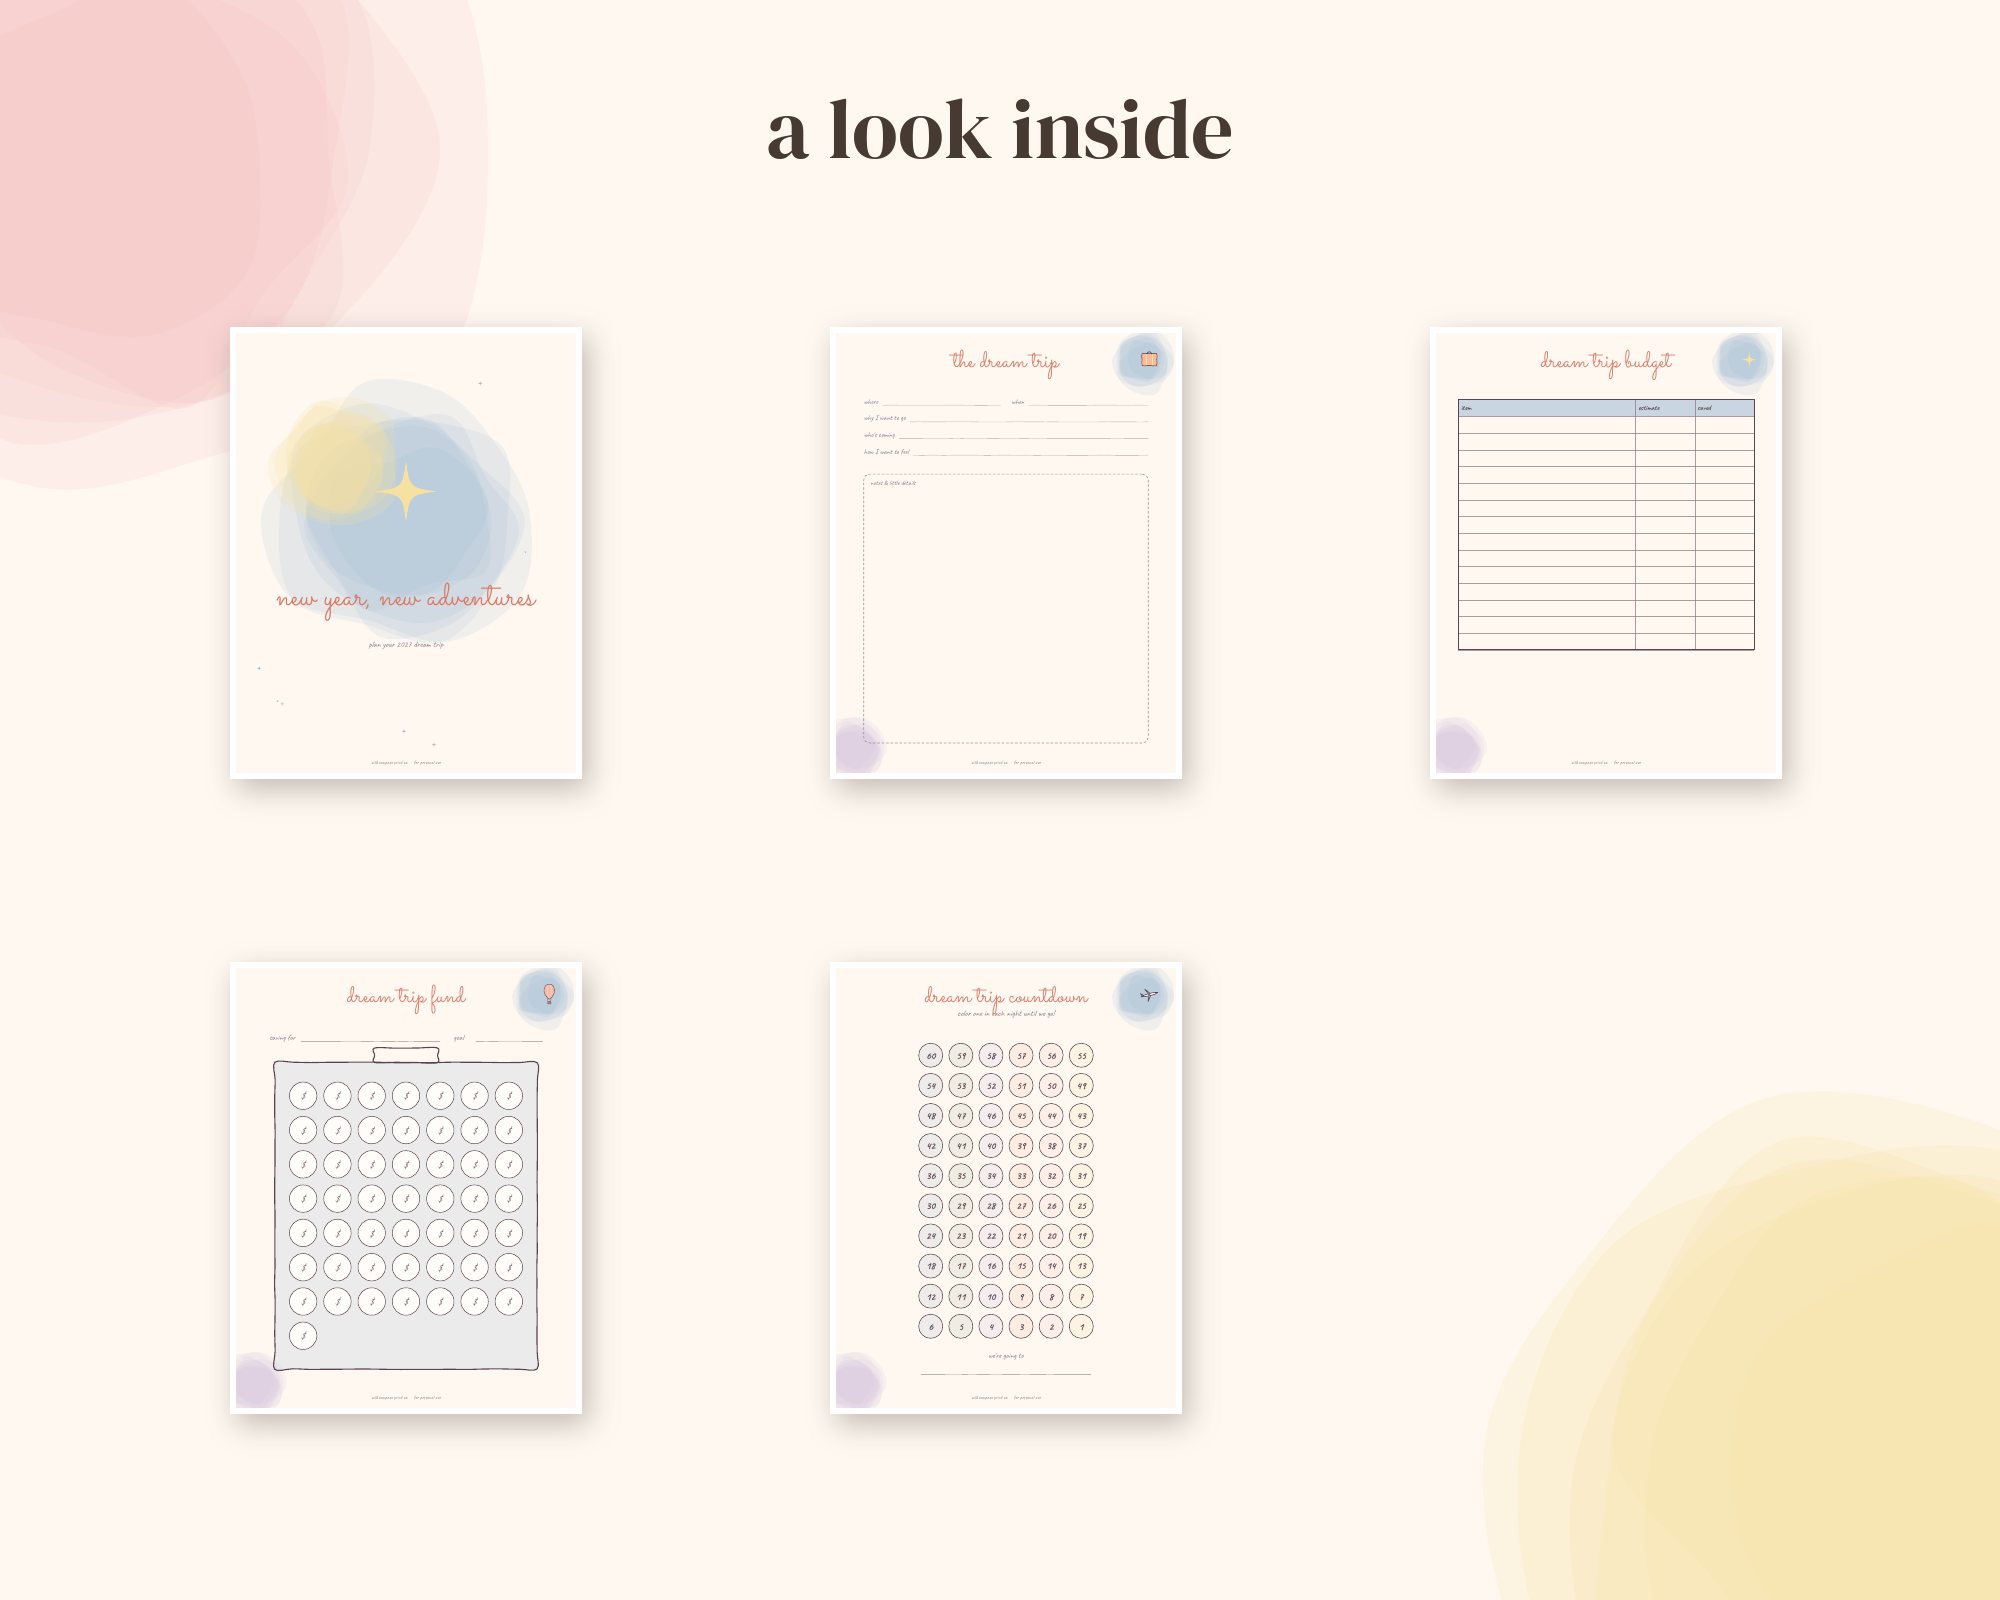 a look inside
new year, new adventures
plan your 2027 dream trip
the dream trip
where when
why I want to go
who's coming
how I want to feel
notes & little details
dream trip budget
item estimate saved
dream trip fund
saving for goal
$ $ $ $ $ $ $
$ $ $ $ $ $ $
$ $ $ $ $ $ $
$ $ $ $ $ $ $
$ $ $ $ $ $ $
$ $ $ $ $ $ $
$ $ $ $ $ $ $
$
dream trip countdown
color one in each night until we go!
60 59 58 57 56 55
54 53 52 51 50 49
48 47 46 45 44 43
42 41 40 39 38 37
36 35 34 33 32 31
30 29 28 27 26 25
24 23 22 21 20 19
18 17 16 15 14 13
12 11 10 9 8 7
6 5 4 3 2 1
we're going to